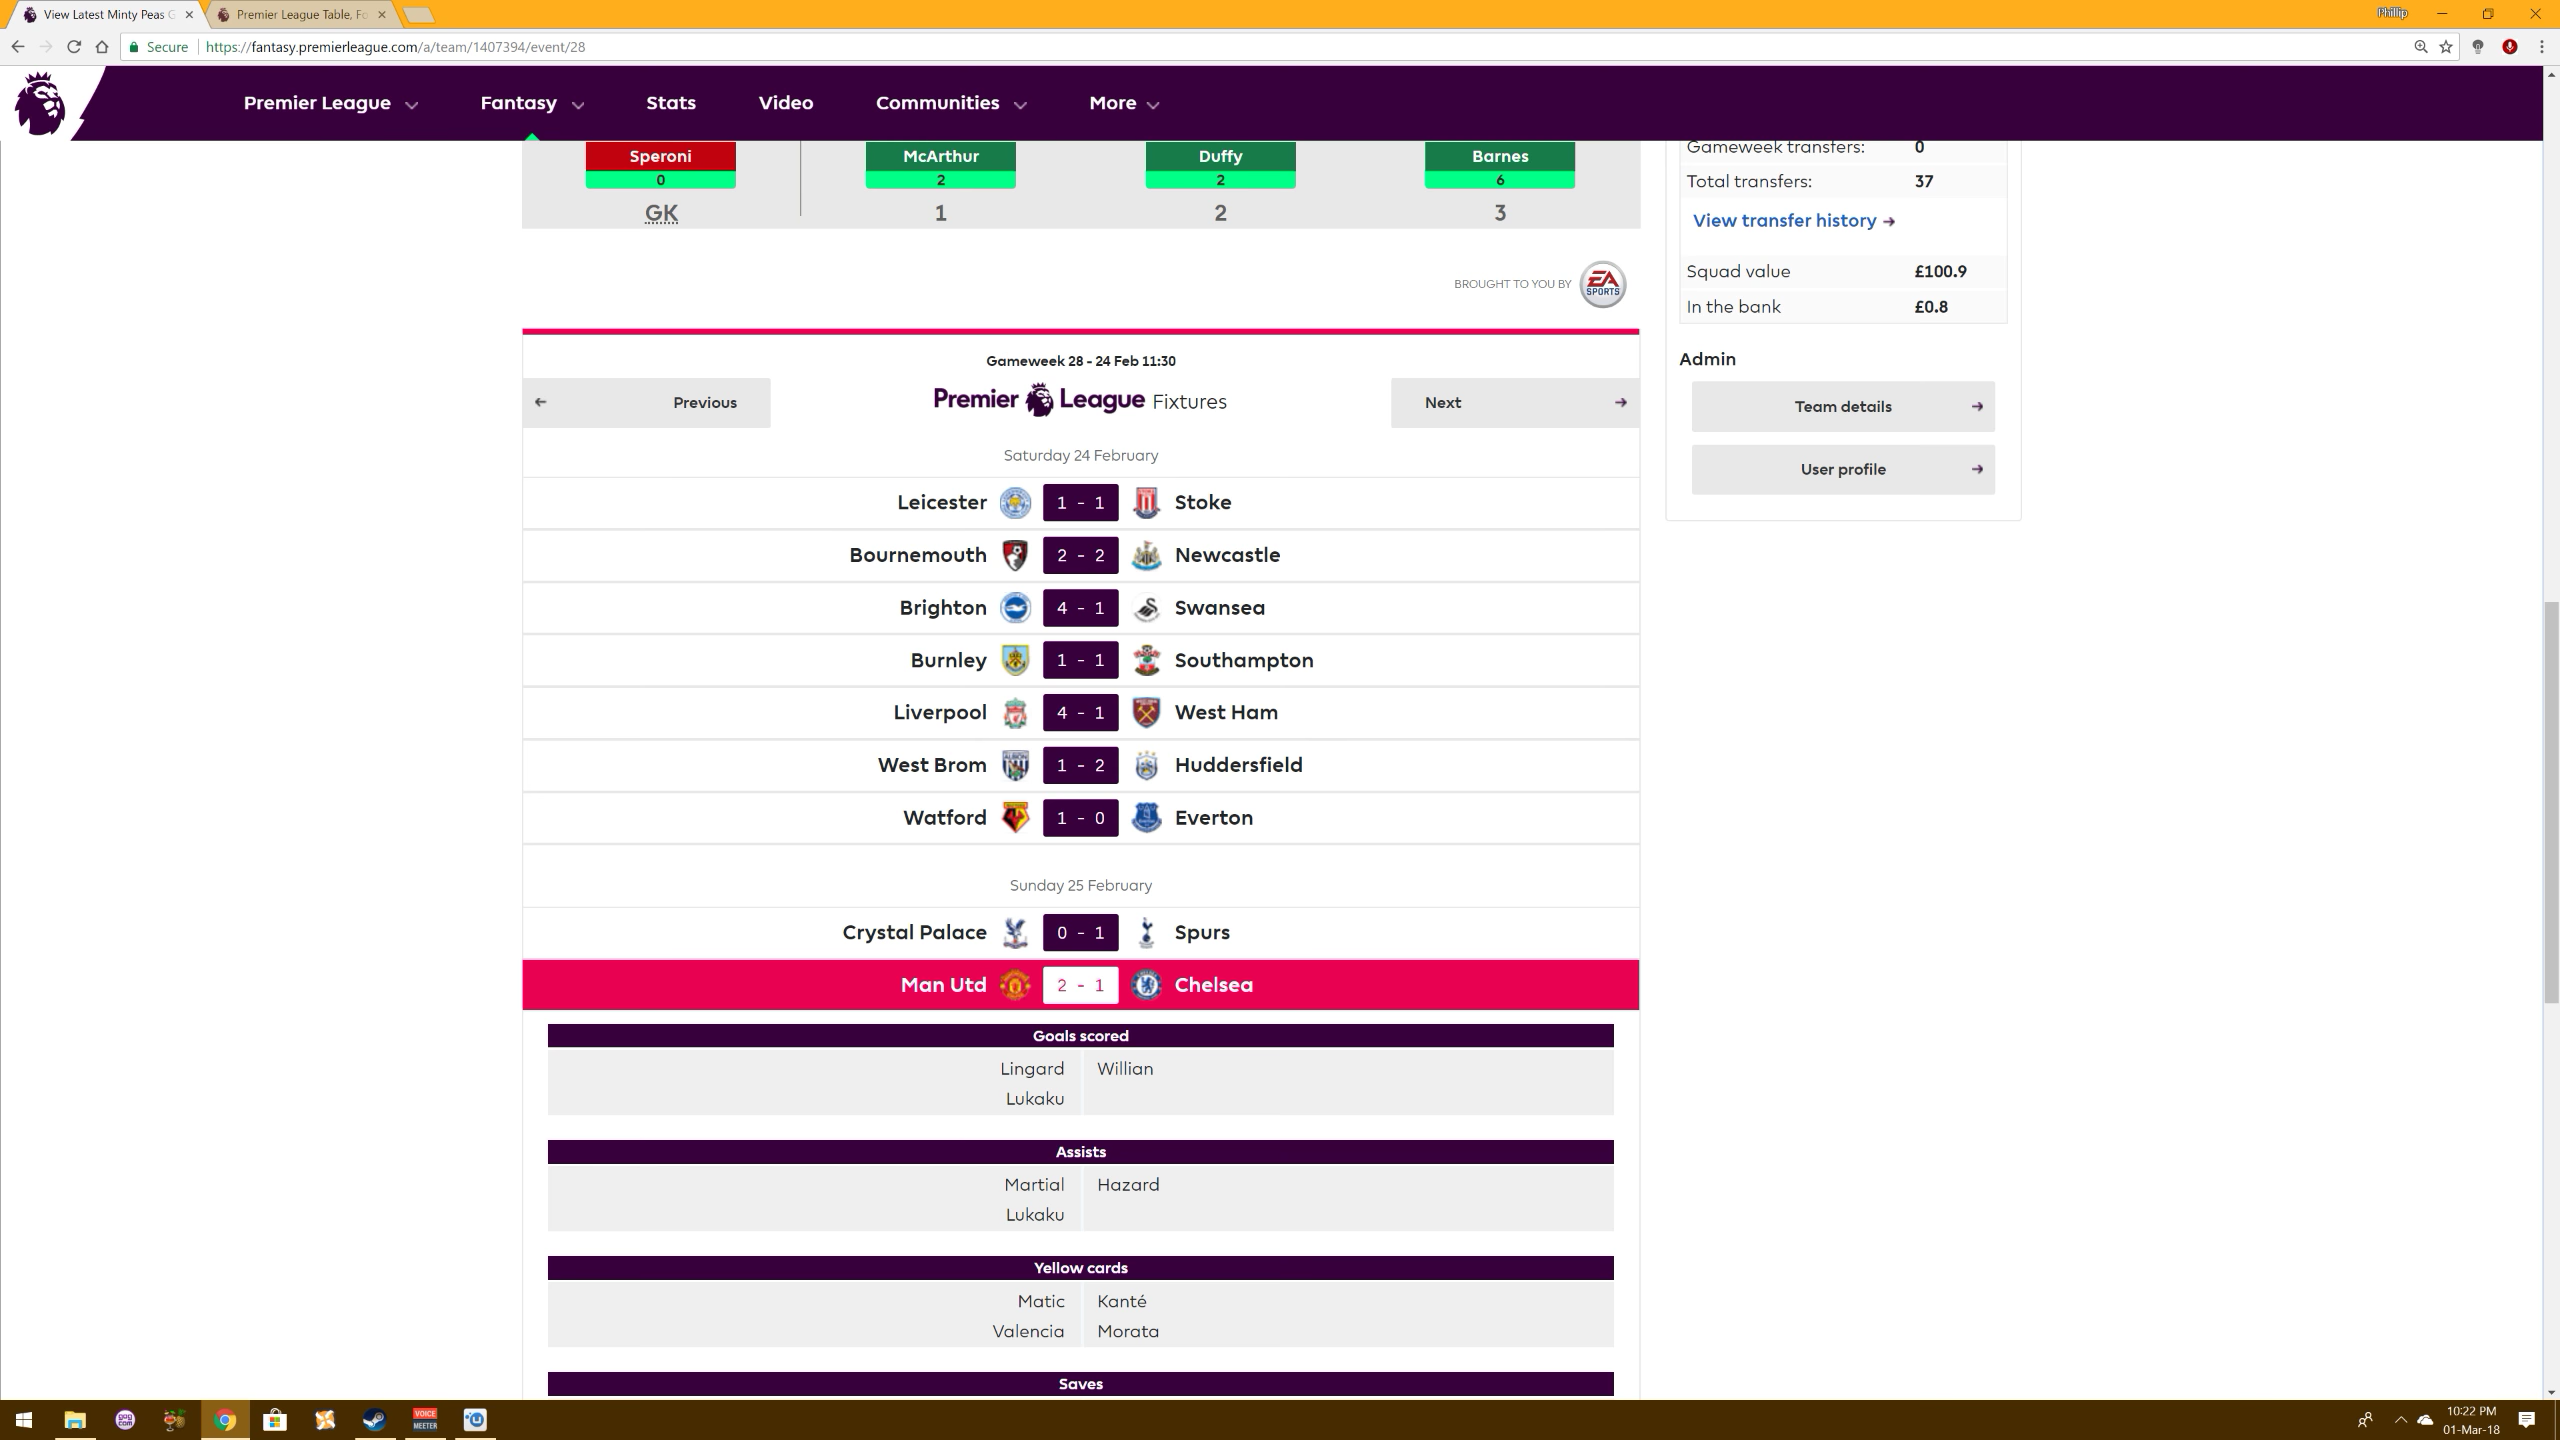 View Latest Minty Peas G
Premier League Table, Fo
Phillip
Secure https://fantasy.premierleague.com/a/team/1407394/event/28
Premier League Fantasy Stats Video Communities More
Speroni McArthur Duffy Barnes
0 2 2 6
GK 1 2 3
Gameweek transfers: 0
Total transfers: 37
View transfer history
Squad value £100.9
In the bank £0.8
Admin
Team details
User profile
BROUGHT TO YOU BY EA SPORTS
Gameweek 28 - 24 Feb 11:30
Previous Premier League Fixtures Next
Saturday 24 February
Leicester 1 - 1 Stoke
Bournemouth 2 - 2 Newcastle
Brighton 4 - 1 Swansea
Burnley 1 - 1 Southampton
Liverpool 4 - 1 West Ham
West Brom 1 - 2 Huddersfield
Watford 1 - 0 Everton
Sunday 25 February
Crystal Palace 0 - 1 Spurs
Man Utd 2 - 1 Chelsea
Goals scored
Lingard Willian
Lukaku
Assists
Martial Hazard
Lukaku
Yellow cards
Matic Kanté
Valencia Morata
Saves
GOG COM
VOICE MEETER
10:22 PM
01-Mar-18